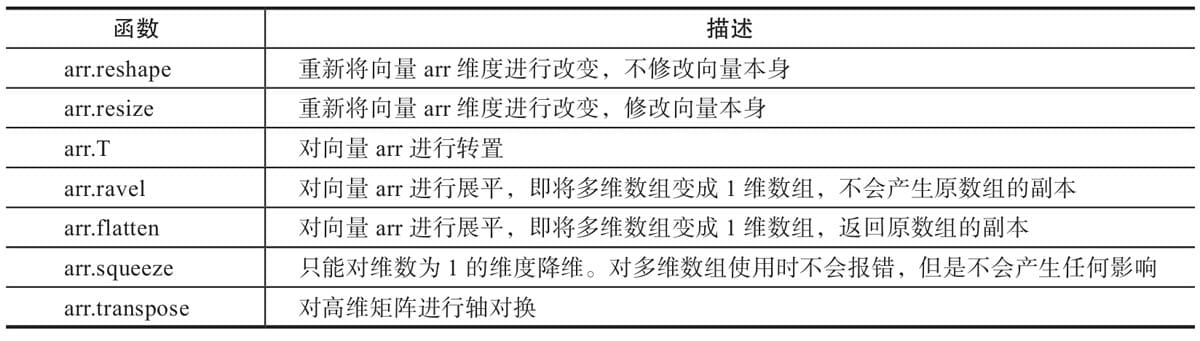 函数 描述
arr.reshape 重新将向量 arr 维度进行改变，不修改向量本身
arr.resize 重新将向量 arr 维度进行改变，修改向量本身
arr.T 对向量 arr 进行转置
arr.ravel 对向量 arr 进行展平，即将多维数组变成 1 维数组，不会产生原数组的副本
arr.flatten 对向量 arr 进行展平，即将多维数组变成 1 维数组，返回原数组的副本
arr.squeeze 只能对维数为 1 的维度降维。对多维数组使用时不会报错，但是不会产生任何影响
arr.transpose 对高维矩阵进行轴对换